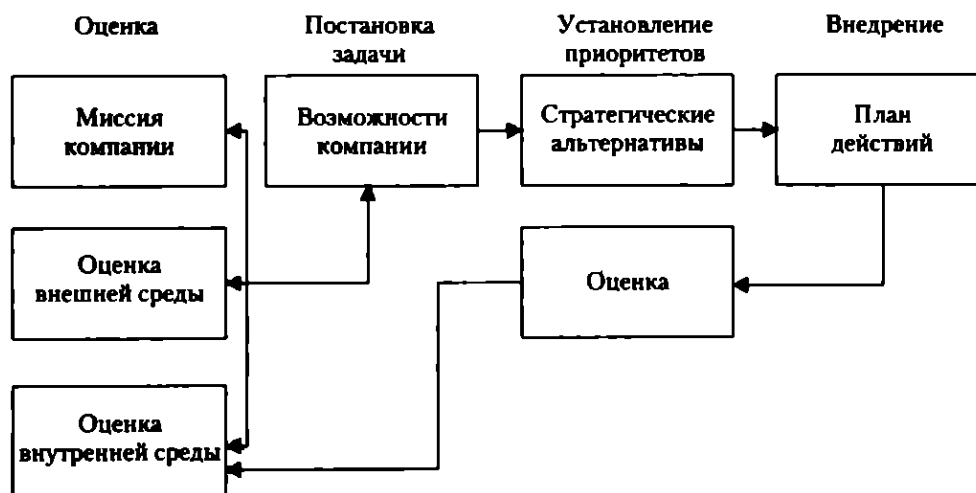 Оценка
Постановка
задачи
Установление
приоритетов
Внедрение
Миссия
компании
Возможности
компании
Стратегические
альтернативы
План
действий
Оценка
внешней среды
Оценка
Оценка
внутренней среды